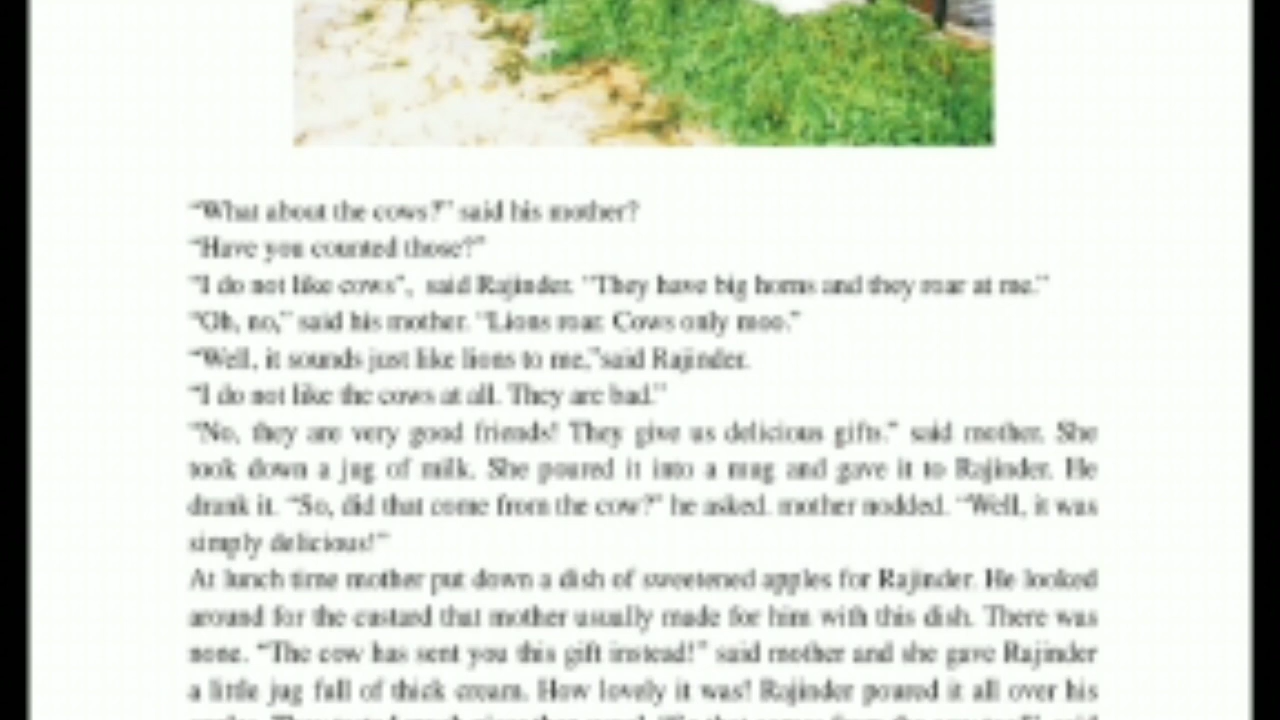 “What about the cows?” said his mother?
“Have you counted those?”
"I do not like cows", said Rajinder. "They have big horns and they roar at me."
“Oh, no,” said his mother. “Lions roar. Cows only moo.”
“Well, it sounds just like lions to me,”said Rajinder.
“I do not like the cows at all. They are bad.”
“No, they are very good friends! They give us delicious gifts.” said mother. She
took down a jug of milk. She poured it into a mug and gave it to Rajinder. He
drank it. “So, did that come from the cow?” he asked. mother nodded. “Well, it was
simply delicious!”
At lunch time mother put down a dish of sweetened apples for Rajinder. He looked
around for the custard that mother usually made for him with this dish. There was
none. “The cow has sent you this gift instead!” said mother and she gave Rajinder
a little jug full of thick cream. How lovely it was! Rajinder poured it all over his